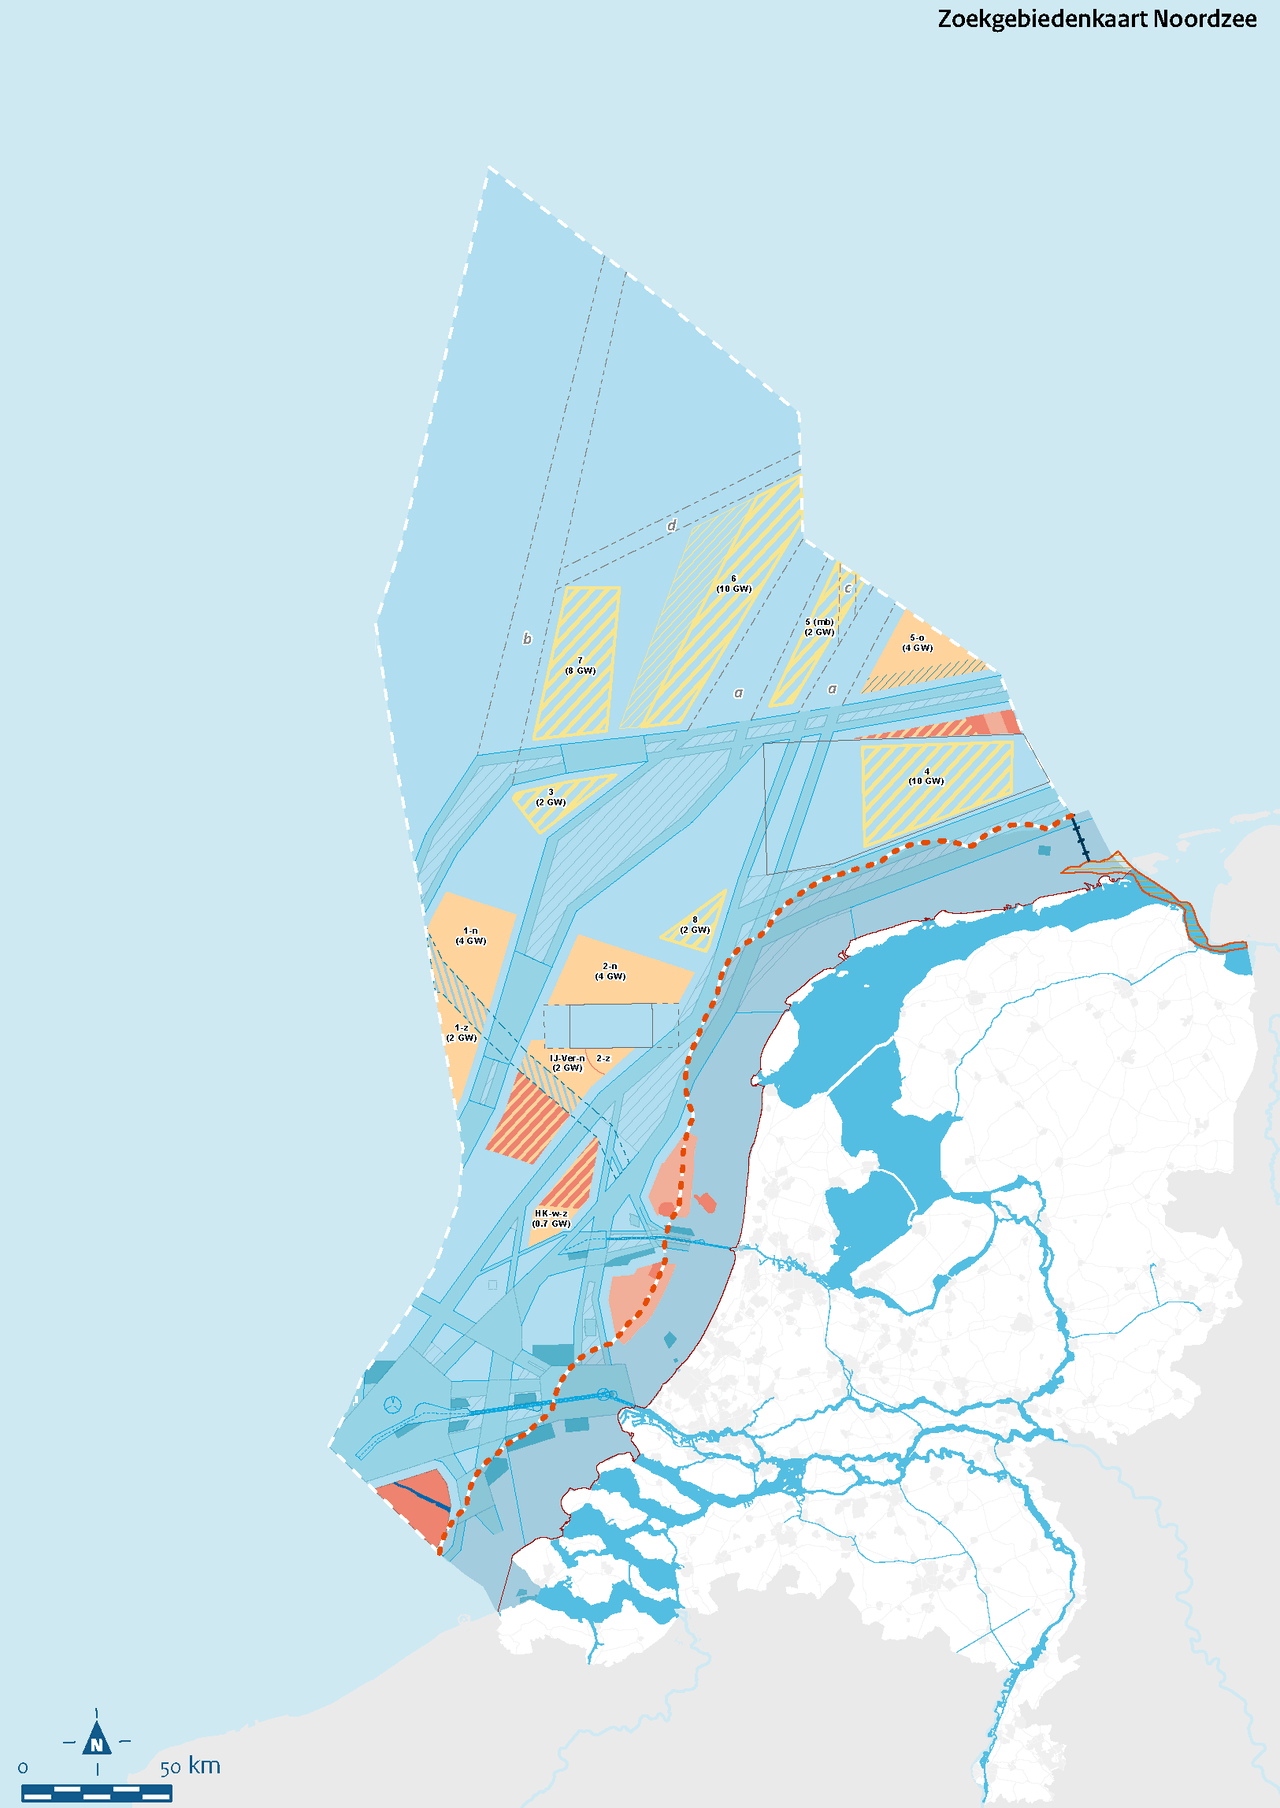 Zoekgebiedenkaart Noordzee
d
6
(10 GW)
c
b
5 (mb)
(2 GW)
5-o
(4 GW)
7
(8 GW)
a
a
4
(10 GW)
3
(2 GW)
8
(2 GW)
1-n
(4 GW)
2-n
(4 GW)
1-z
(2 GW)
IJ-Ver-n
(2 GW)
2-z
HK-w-z
(0.7 GW)
N
0
50 km